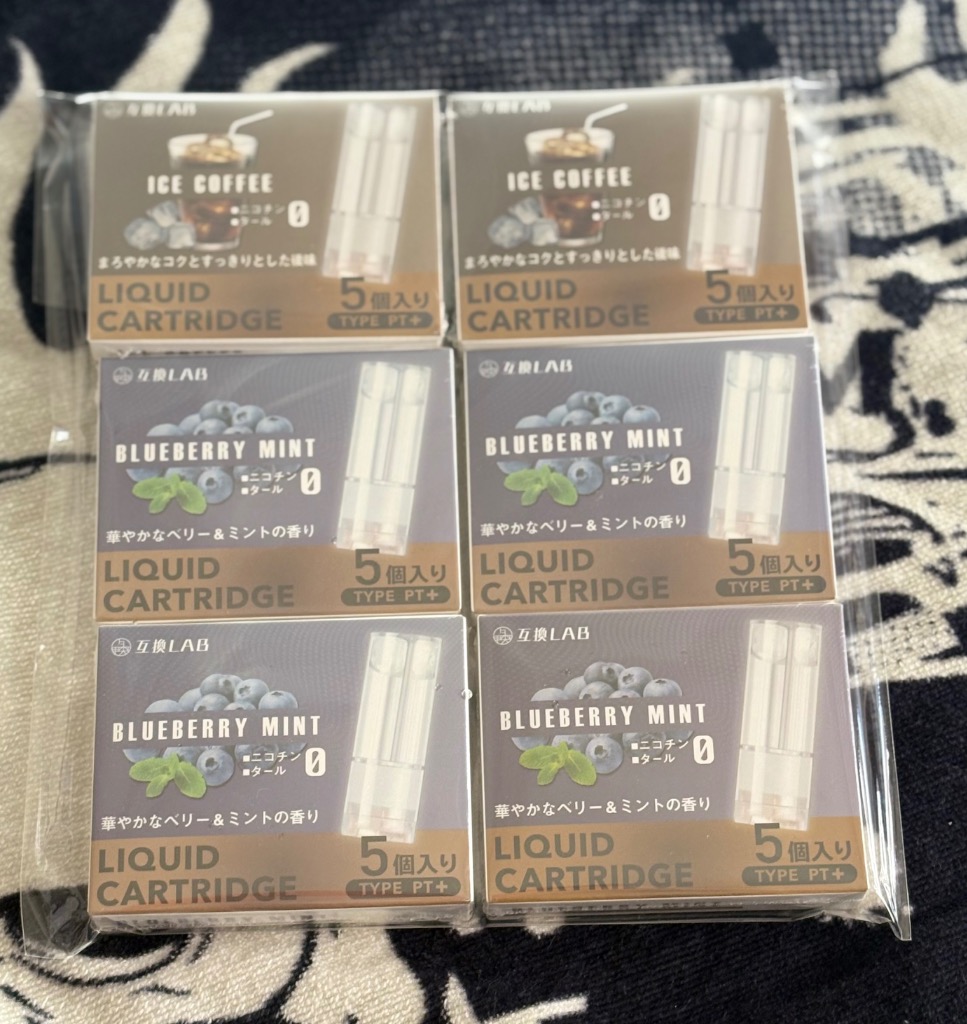 互換LAB
ICE COFFEE
■ニコチン 0
■タール
まろやかなコクとすっきりとした後味
LIQUID
CARTRIDGE
5個入り
TYPE PT+
互換LAB
ICE COFFEE
■ニコチン 0
■タール
まろやかなコクとすっきりとした後味
LIQUID
CARTRIDGE
5個入り
TYPE PT+
互換LAB
BLUEBERRY MINT
■ニコチン 0
■タール
華やかなベリー&ミントの香り
LIQUID
CARTRIDGE
5個入り
TYPE PT+
互換LAB
BLUEBERRY MINT
■ニコチン 0
■タール
華やかなベリー&ミントの香り
LIQUID
CARTRIDGE
5個入り
TYPE PT+
互換LAB
BLUEBERRY MINT
■ニコチン 0
■タール
華やかなベリー&ミントの香り
LIQUID
CARTRIDGE
5個入り
TYPE PT+
互換LAB
BLUEBERRY MINT
■ニコチン 0
■タール
華やかなベリー&ミントの香り
LIQUID
CARTRIDGE
5個入り
TYPE PT+